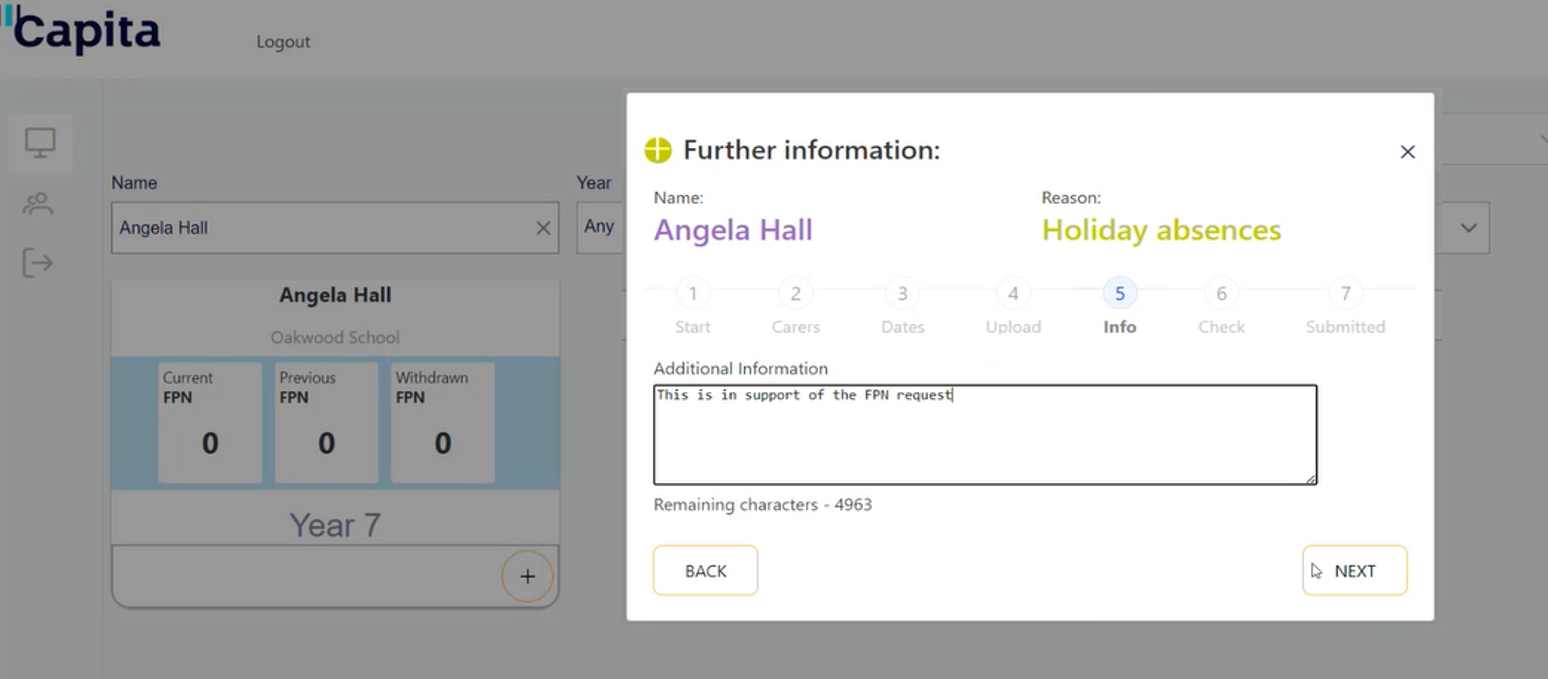 Capita
Logout
Name
Year
Angela Hall
Any
Angela Hall
Oakwood School
Current
FPN
0
Previous
FPN
0
Withdrawn
FPN
0
Year 7
+
Further information:
Name:
Angela Hall
Reason:
Holiday absences
1 2 3 4 5 6 7
Start Carers Dates Upload Info Check Submitted
Additional Information
This is in support of the FPN request
Remaining characters - 4963
BACK
NEXT